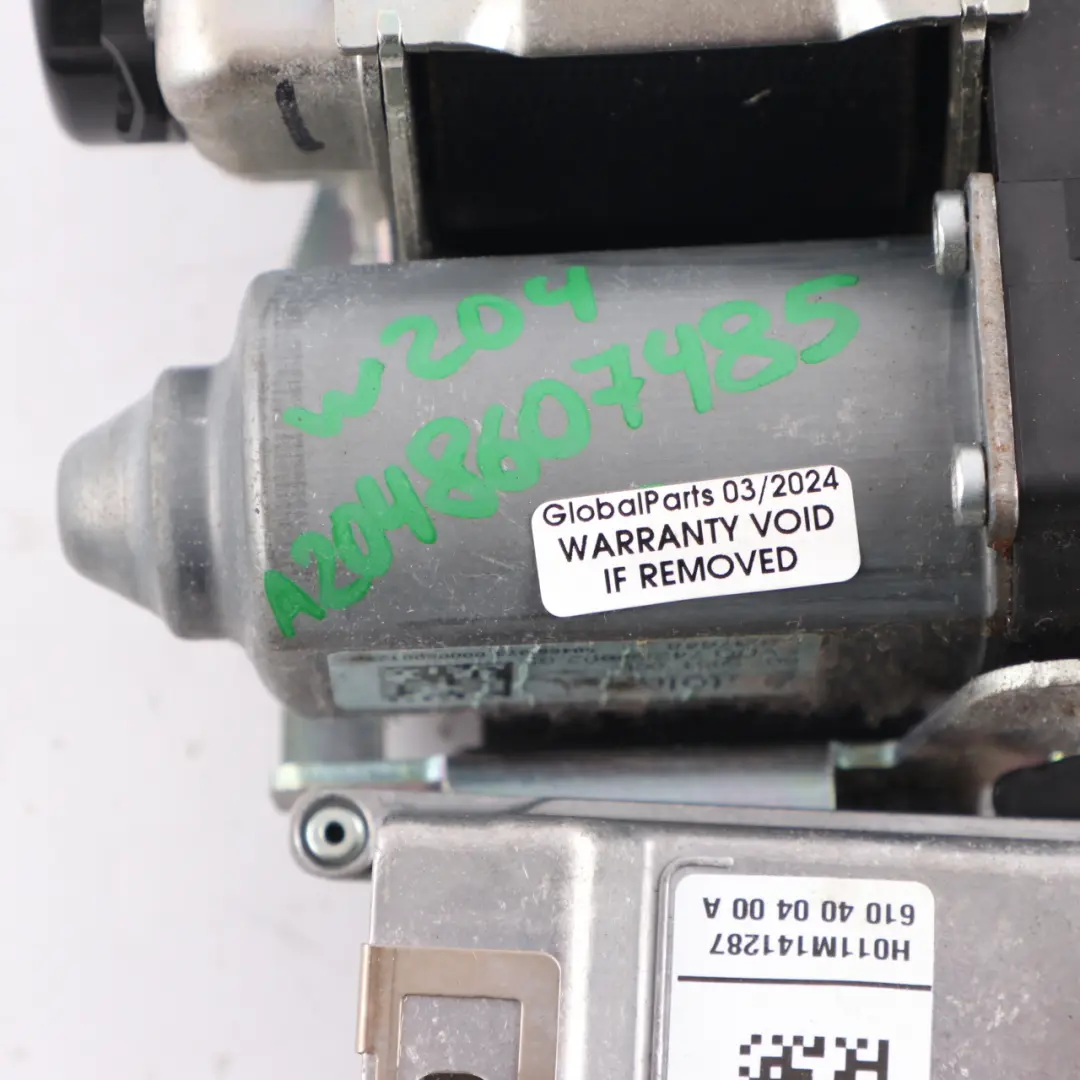 W204
A2048607485
GlobalParts 03/2024
WARRANTY VOID
IF REMOVED
H011M141287
610 40 04 00 A